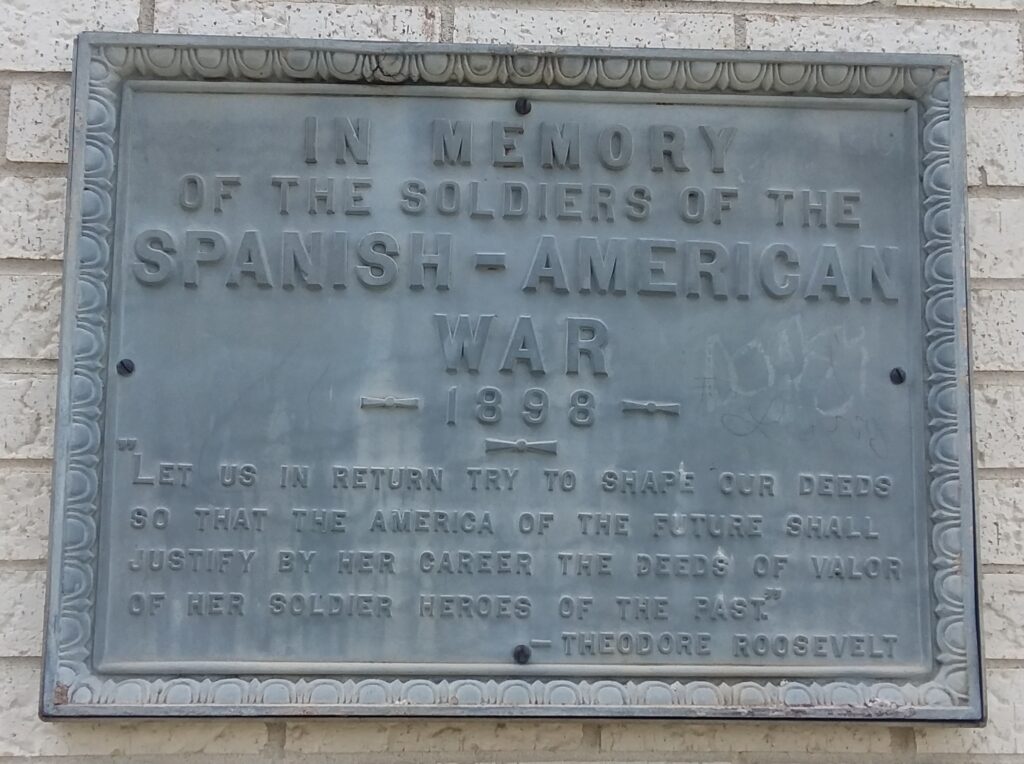 IN MEMORY
OF THE SOLDIERS OF THE
SPANISH-AMERICAN
WAR
1898
"LET US IN RETURN TRY TO SHAPE OUR DEEDS
SO THAT THE AMERICA OF THE FUTURE SHALL
JUSTIFY BY HER CAREER THE DEEDS OF VALOR
OF HER SOLDIER HEROES OF THE PAST."
— THEODORE ROOSEVELT